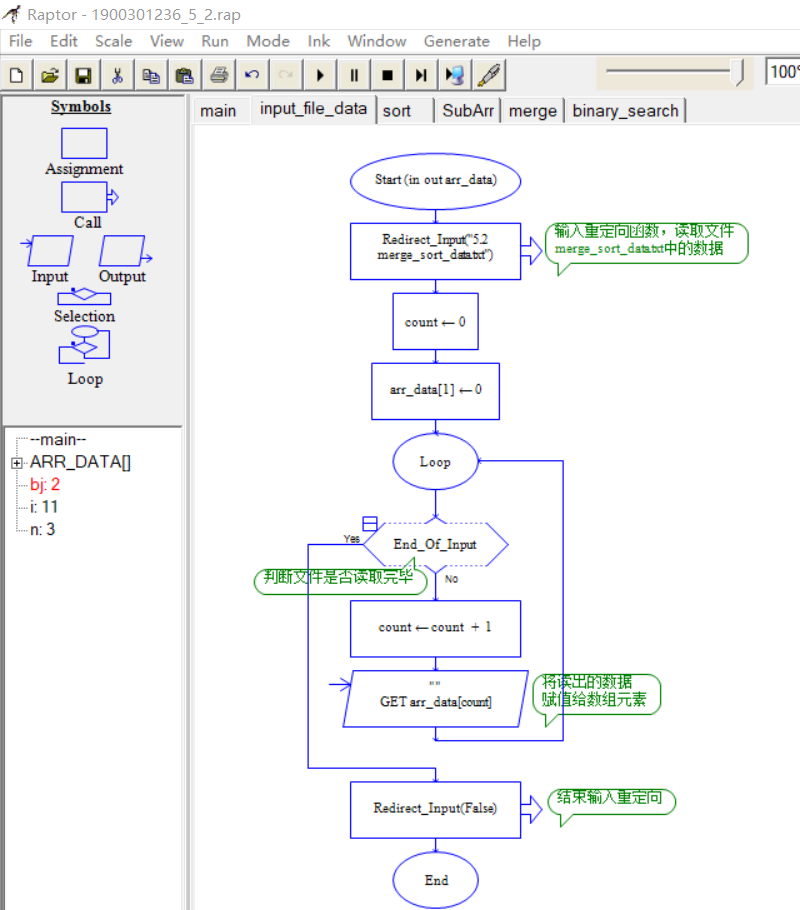 Raptor - 1900301236_5_2.rap
File Edit Scale View Run Mode Ink Window Generate Help
100%
Symbols
Assignment
Call
Input Output
Selection
Loop
--main--
ARR_DATA[]
bj: 2
i: 11
n: 3
main input_file_data sort SubArr merge binary_search
Start (in out arr_data)
Redirect_Input("5.2
merge_sort_data.txt")
输入重定向函数，读取文件
merge_sort_data.txt中的数据
count ← 0
arr_data[1] ← 0
Loop
Yes
End_Of_Input
判断文件是否读取完毕
No
count ← count + 1
""
GET arr_data[count]
将读出的数据
赋值给数组元素
Redirect_Input(False)
结束输入重定向
End